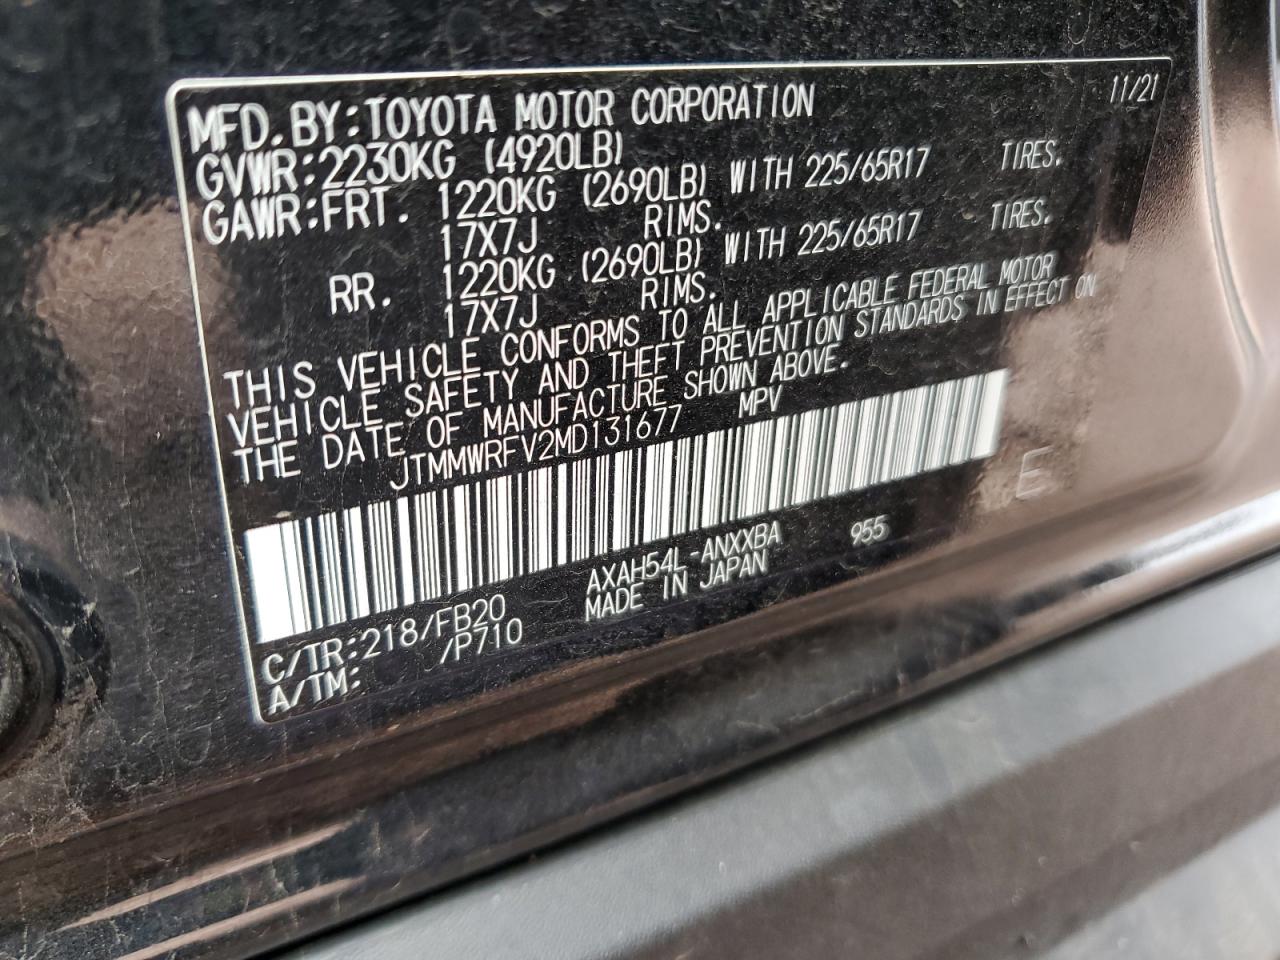 MFD.BY:TOYOTA MOTOR CORPORATION 11/21
GVWR:2230KG (4920LB)
GAWR:FRT. 1220KG (2690LB) WITH 225/65R17 TIRES.
17X7J RIMS.
RR. 1220KG (2690LB) WITH 225/65R17 TIRES.
17X7J RIMS.
THIS VEHICLE CONFORMS TO ALL APPLICABLE FEDERAL MOTOR
VEHICLE SAFETY AND THEFT PREVENTION STANDARDS IN EFFECT ON
THE DATE OF MANUFACTURE SHOWN ABOVE.
JTMMWRFV2MD131677 MPV
E
C/TR:218/FB20 AXAH54L-ANXXBA 955
A/TM: /P710 MADE IN JAPAN